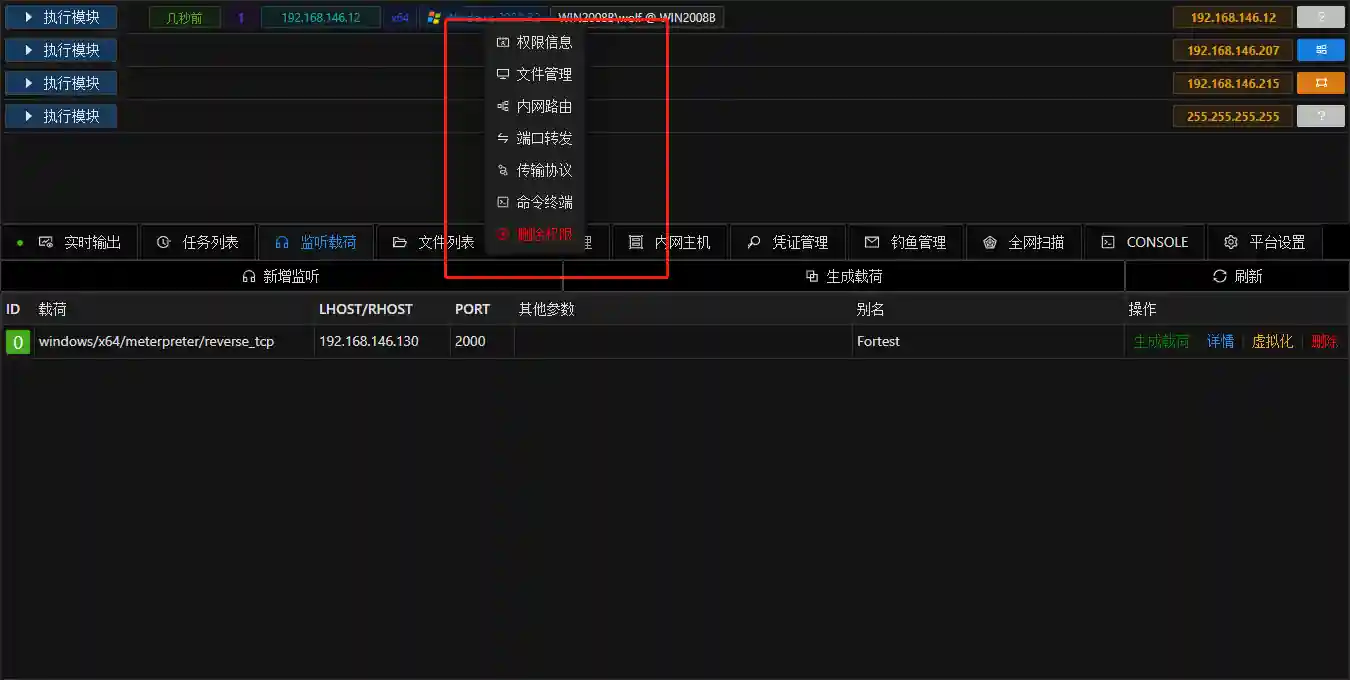 执行模块 几秒前 1 192.168.146.12 x64 WIN2008B\wolf @ WIN2008B 192.168.146.12 ?
执行模块 192.168.146.207
执行模块 192.168.146.215
执行模块 255.255.255.255 ?
权限信息
文件管理
内网路由
端口转发
传输协议
命令终端
删除权限
实时输出 任务列表 监听载荷 文件列表 理 内网主机 凭证管理 钓鱼管理 全网扫描 CONSOLE 平台设置
新增监听 生成载荷 刷新
ID 载荷 LHOST/RHOST PORT 其他参数 别名 操作
0 windows/x64/meterpreter/reverse_tcp 192.168.146.130 2000 Fortest 生成载荷 详情 虚拟化 删除